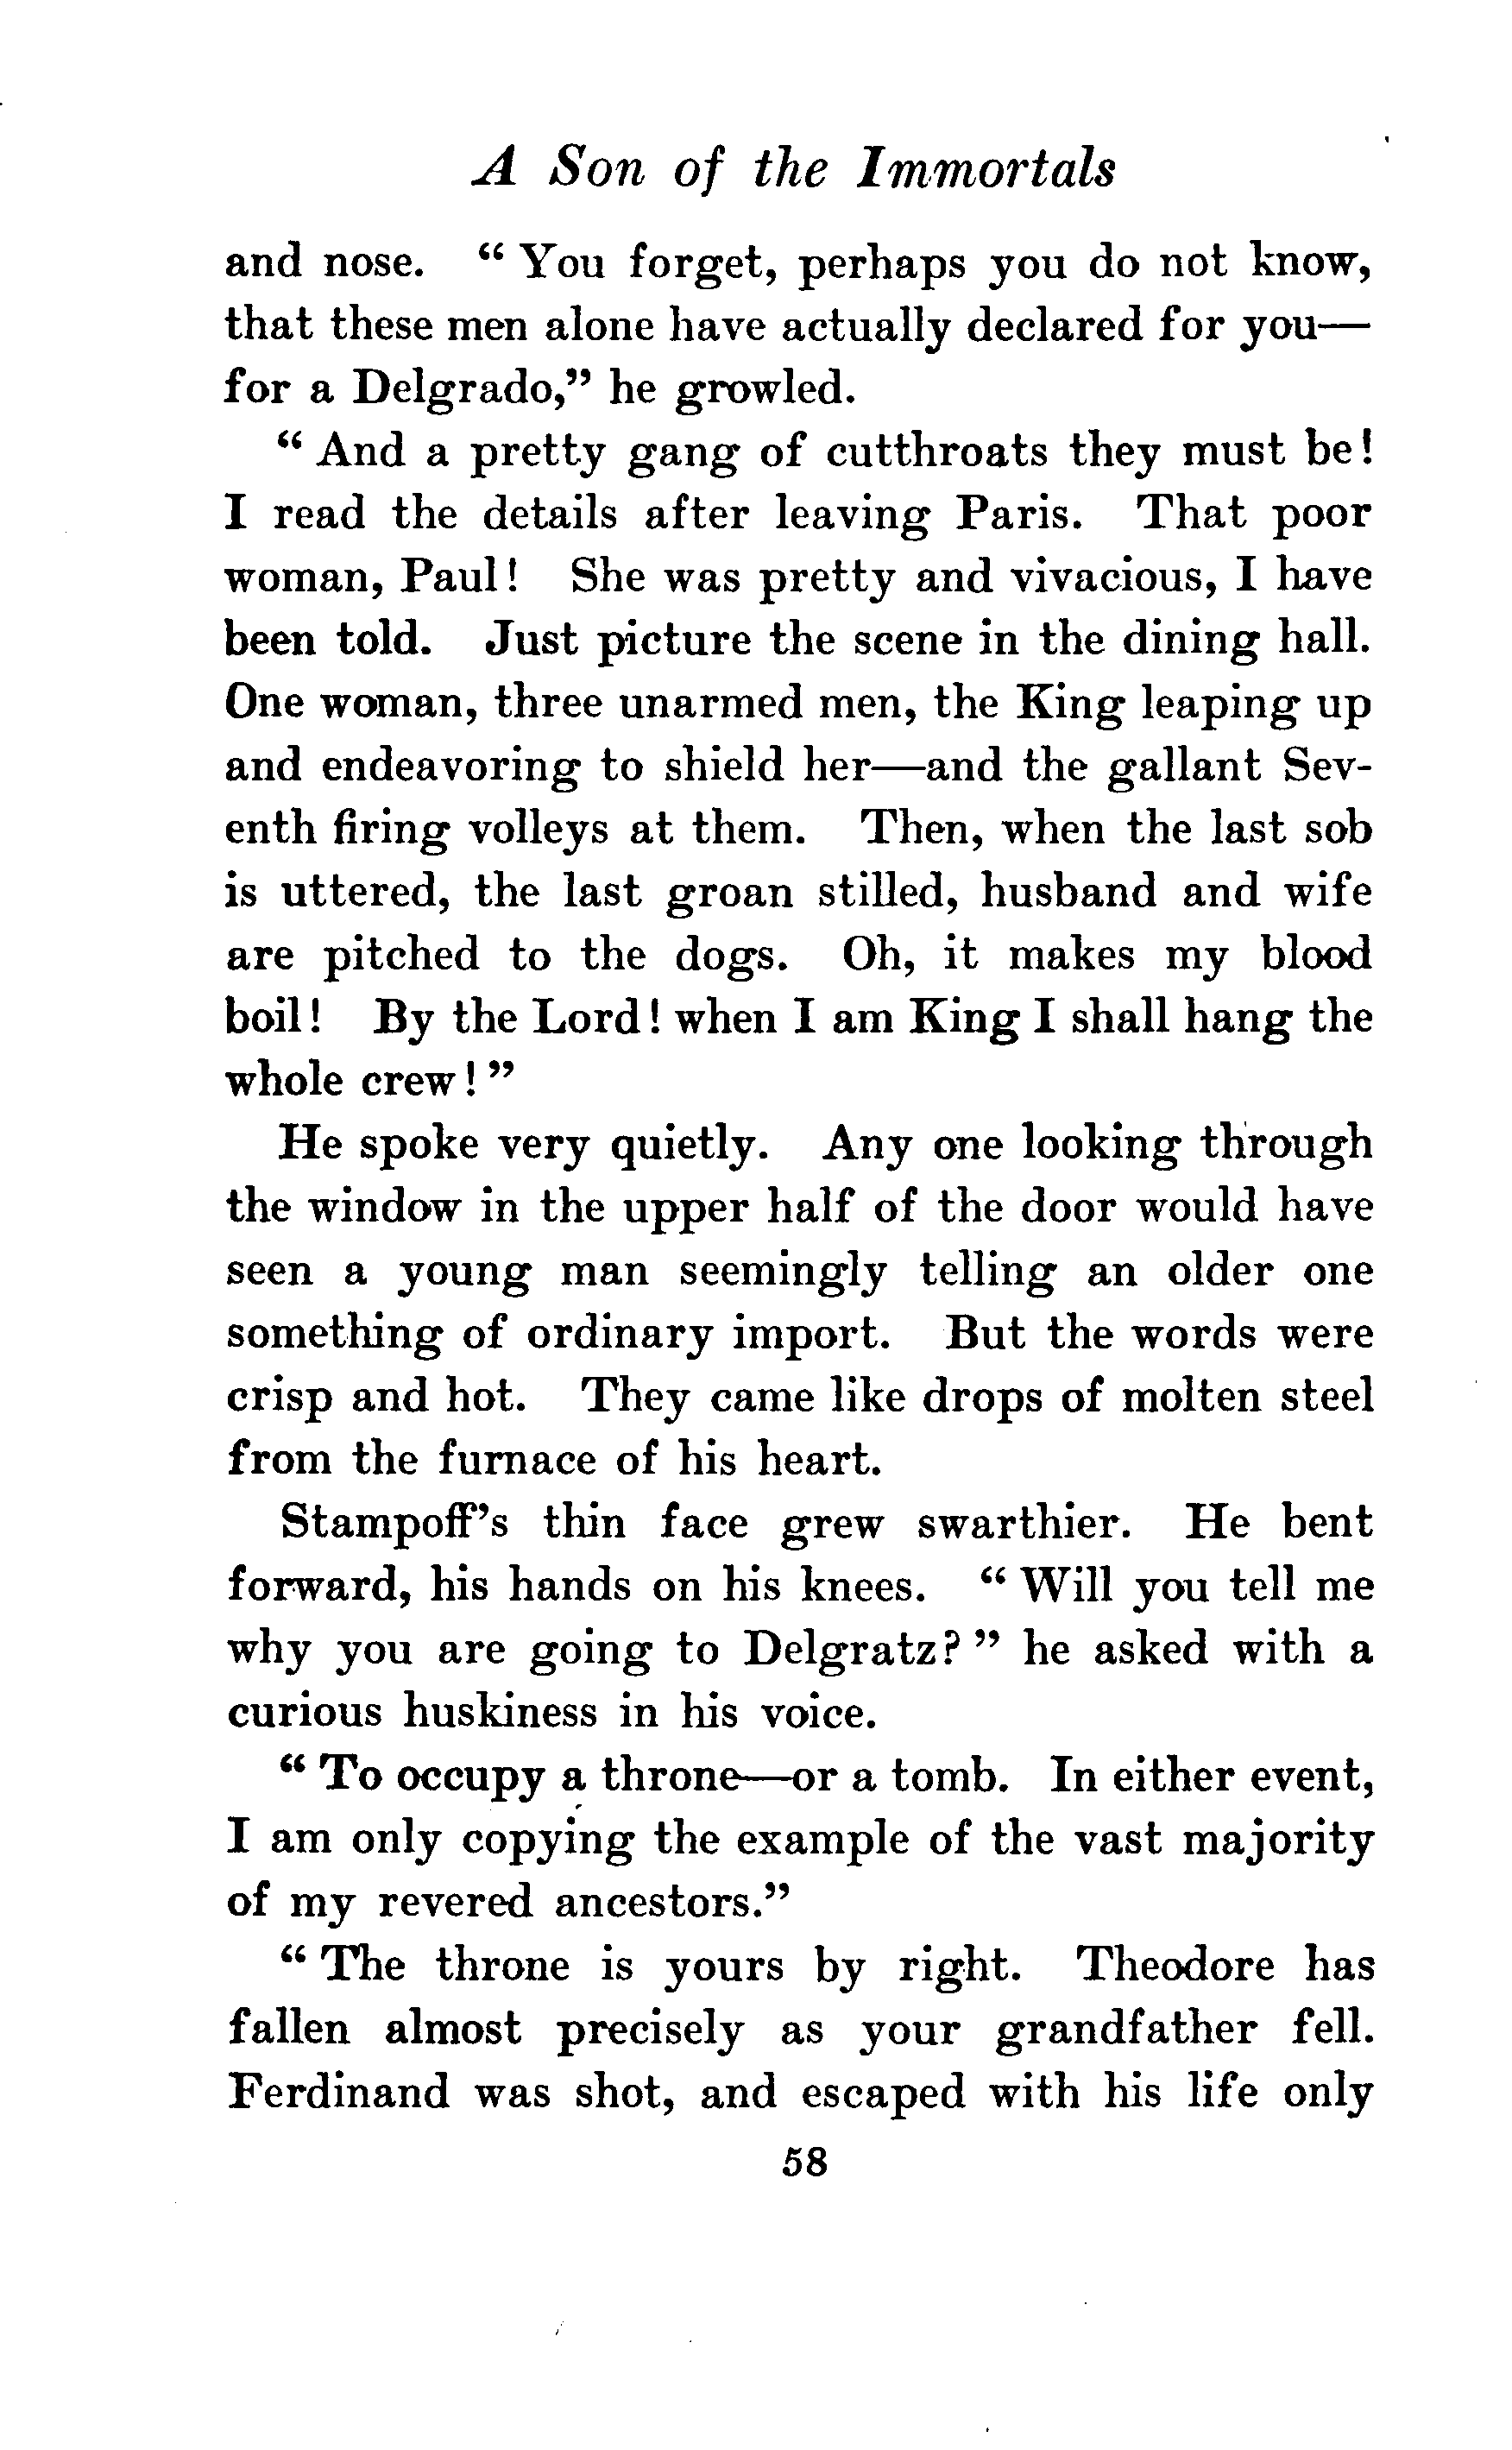 A Son of the Immortals
and nose. “ You forget, perhaps you do not know,
that these men alone have actually declared for you—
for a Delgrado,” he growled.
“ And a pretty gang of cutthroats they must be!
I read the details after leaving Paris. That poor
woman, Paul! She was pretty and vivacious, I have
been told. Just picture the scene in the dining hall.
One woman, three unarmed men, the King leaping up
and endeavoring to shield her—and the gallant Sev-
enth firing volleys at them. Then, when the last sob
is uttered, the last groan stilled, husband and wife
are pitched to the dogs. Oh, it makes my blood
boil! By the Lord! when I am King I shall hang the
whole crew! ”
He spoke very quietly. Any one looking through
the window in the upper half of the door would have
seen a young man seemingly telling an older one
something of ordinary import. But the words were
crisp and hot. They came like drops of molten steel
from the furnace of his heart.
Stampoff’s thin face grew swarthier. He bent
forward, his hands on his knees. “ Will you tell me
why you are going to Delgratz? ” he asked with a
curious huskiness in his voice.
“ To occupy a throne—or a tomb. In either event,
I am only copying the example of the vast majority
of my revered ancestors.”
“ The throne is yours by right. Theodore has
fallen almost precisely as your grandfather fell.
Ferdinand was shot, and escaped with his life only
58